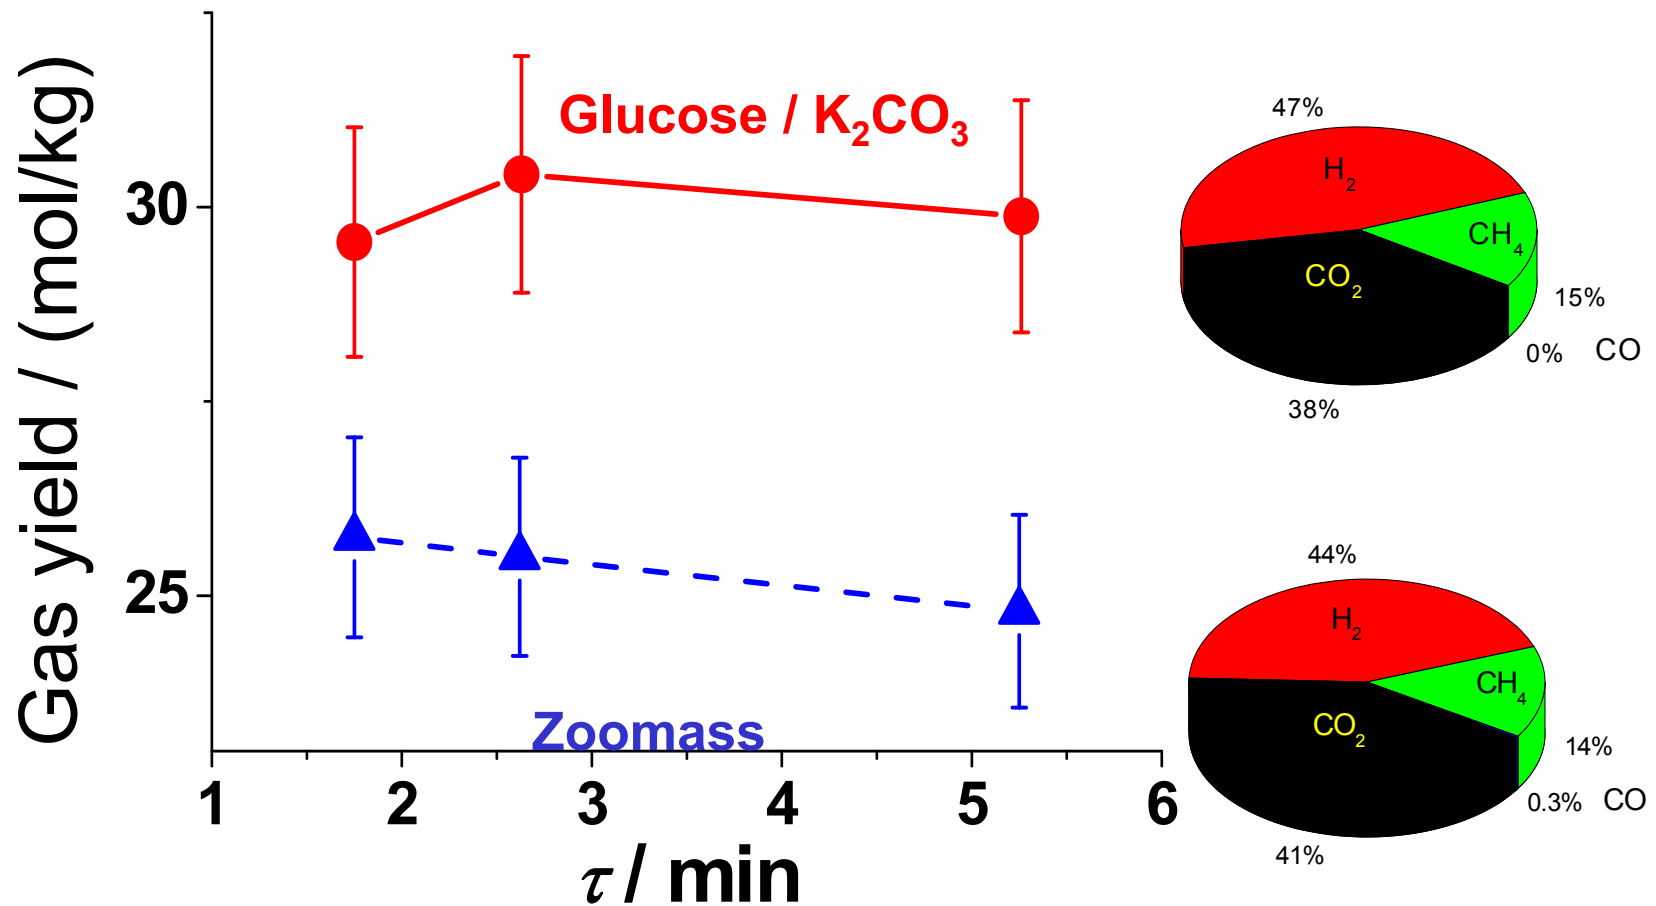 Gas yield / (mol/kg)
30
25
Glucose / K₂CO₃
Zoomass
1 2 3 4 5 6
τ / min
47%
H₂
CH₄
CO₂
15%
0% CO
38%
44%
H₂
CH₄
CO₂
14%
0.3% CO
41%